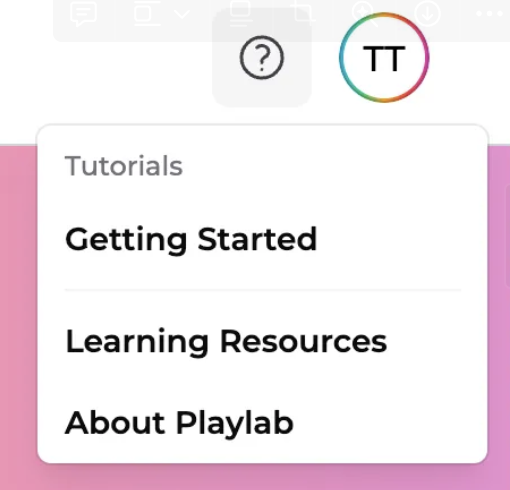 TT
Tutorials
Getting Started
Learning Resources
About Playlab